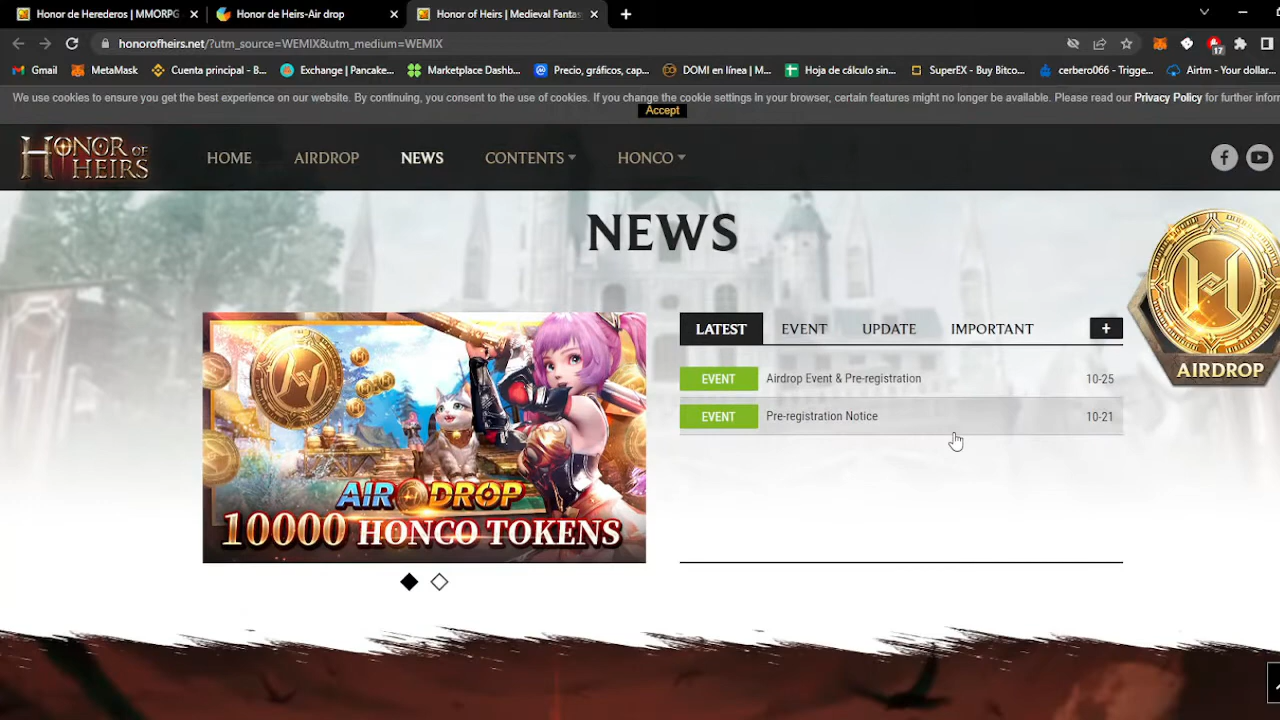 Honor de Herederos | MMORPG
Honor de Heirs-Air drop
Honor of Heirs | Medieval Fantas
honorofheirs.net/?utm_source=WEMIX&utm_medium=WEMIX
17
Gmail
MetaMask
Cuenta principal - B...
Exchange | Pancake...
Marketplace Dashb...
Precio, gráficos, cap...
DOMI en línea | M...
Hoja de cálculo sin...
SuperEX - Buy Bitco...
cerbero066 - Trigge...
Airtm - Your dollar...
We use cookies to ensure you get the best experience on our website. By continuing, you consent to the use of cookies. If you change the cookie settings in your browser, certain features might no longer be available. Please read our Privacy Policy for further infor
Accept
HONOR OF
HEIRS
HOME
AIRDROP
NEWS
CONTENTS
HONCO
NEWS
AIRDROP
10000 HONCO TOKENS
LATEST
EVENT
UPDATE
IMPORTANT
+
EVENT Airdrop Event & Pre-registration 10-25
EVENT Pre-registration Notice 10-21
AIRDROP